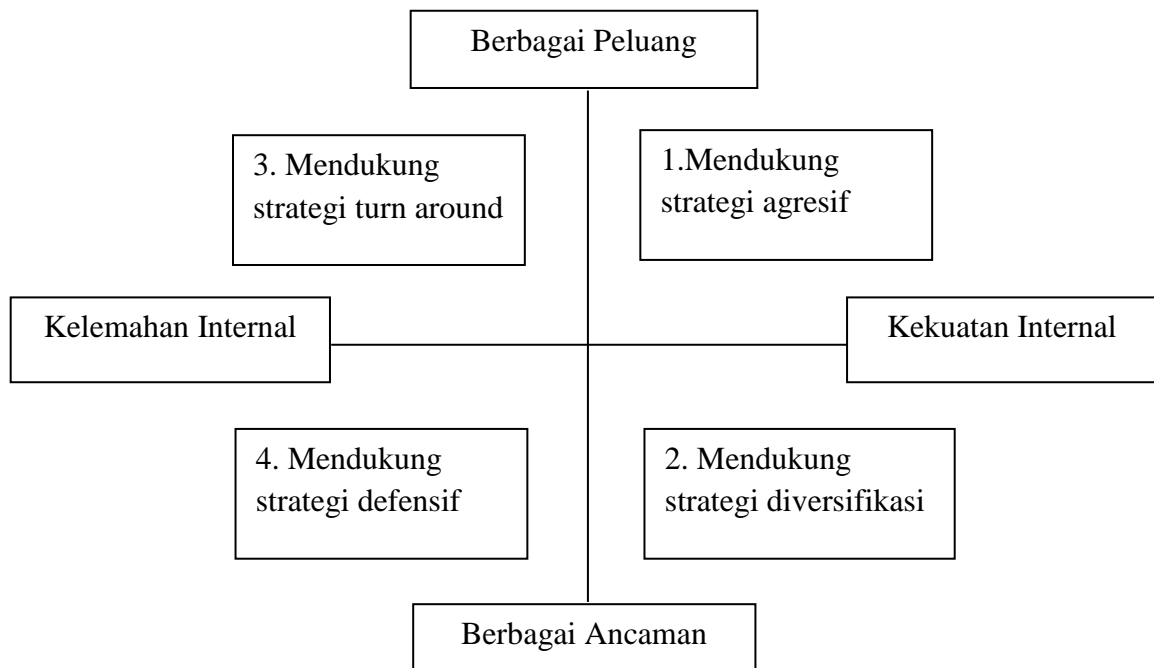 Berbagai Peluang
3. Mendukung
strategi turn around
1.Mendukung
strategi agresif
Kelemahan Internal
Kekuatan Internal
4. Mendukung
strategi defensif
2. Mendukung
strategi diversifikasi
Berbagai Ancaman